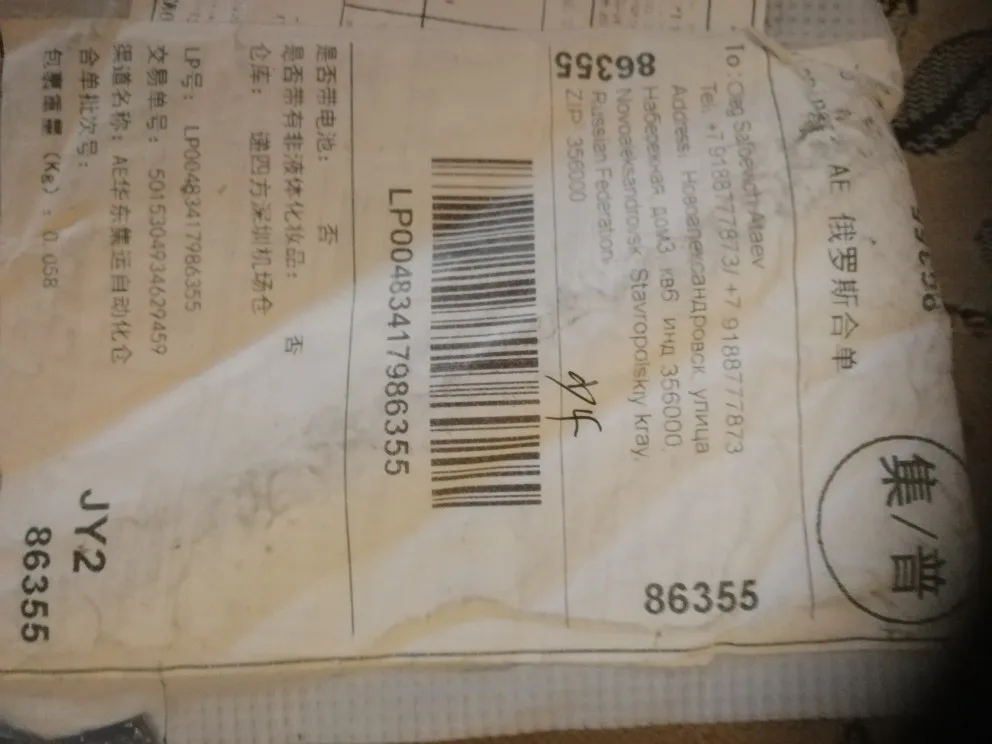 AE 俄罗斯合单
集/普
To: Oleg Safoevich Ataev
Tel: +7 9188777873/ +7 9188777873
Address: Новоалександровск улица
Набережная дом3 кв6 инд 356000,
Novoaleksandrovsk Stavropolskiy kray,
Russian Federation
ZIP: 356000
86355
86355
LP00483417986355
是否带电池: 否
是否带有非液体化妆品: 否
仓库: 递四方深圳机场仓
LP号: LP00483417986355
交易单号: 5015304934629459
渠道名称: AE华东集运自动化仓
合单批次号:
包裹重量 (Kg): 0.058
JY2
86355